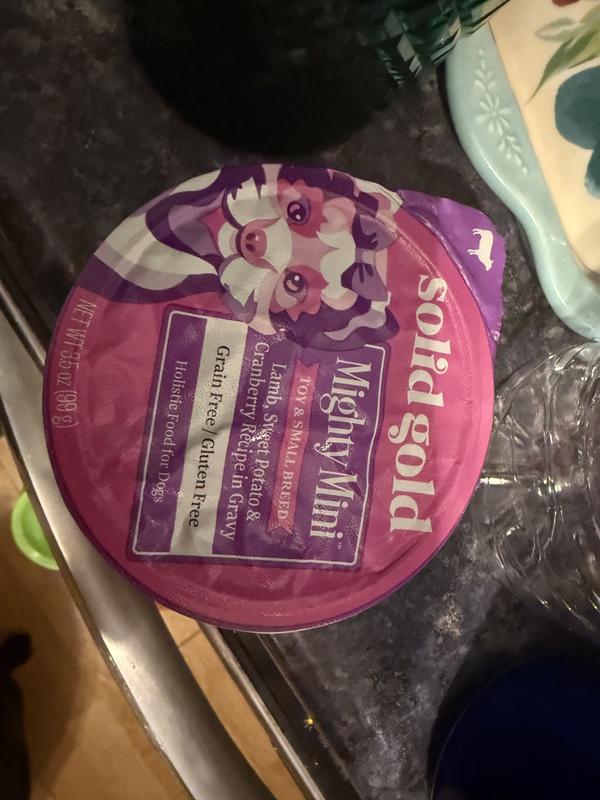 solid gold
Mighty Mini™
TOY & SMALL BREED
Lamb, Sweet Potato &
Cranberry Recipe in Gravy
Grain Free / Gluten Free
Holistic Food for Dogs
NET WT 3.5 oz (99 g)